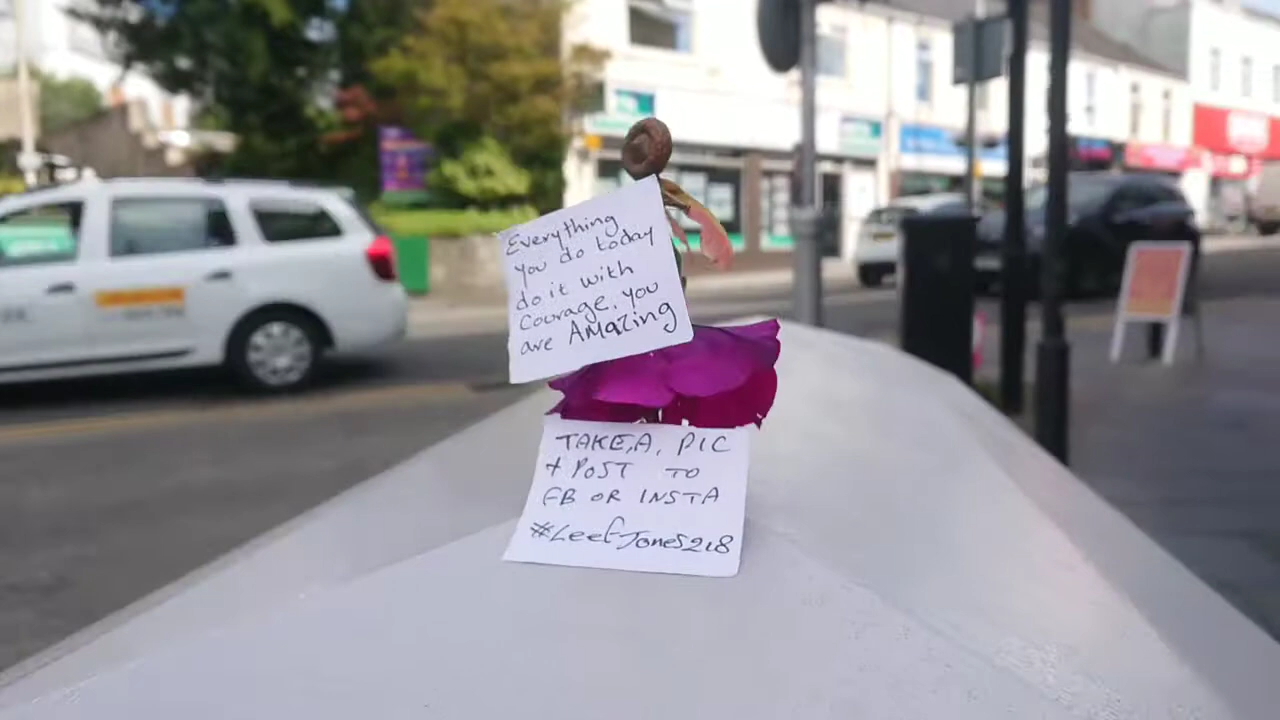 Everything
you do today
do it with
Courage. you
are AMAZing
TAKE, A, PIC
+ POST TO
FB OR INSTA
#LeefJones218